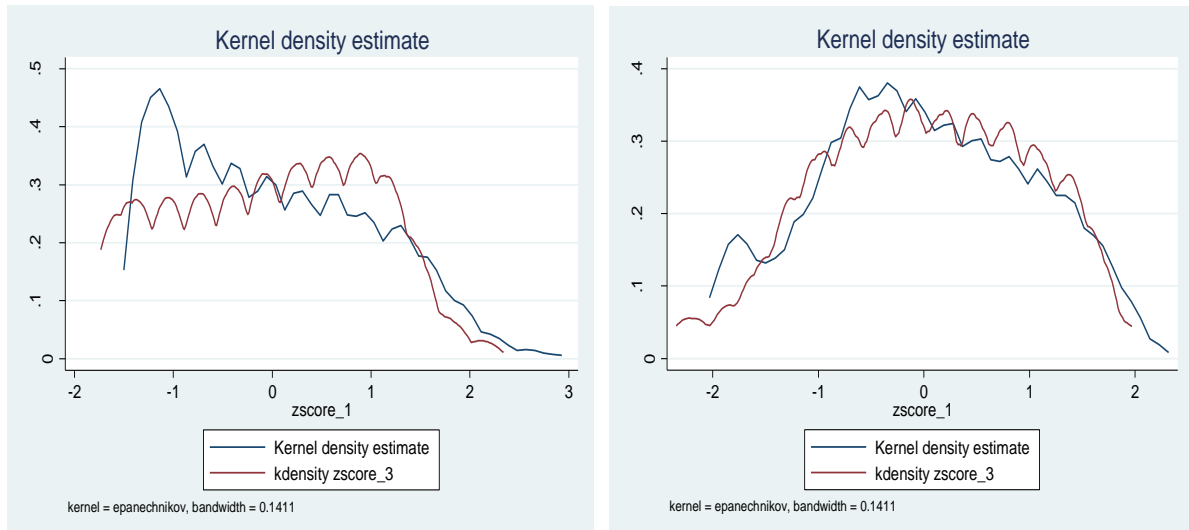 Kernel density estimate
.5
.4
.3
.2
.1
0
-2 -1 0 1 2 3
zscore_1
Kernel density estimate
kdensity zscore_3
kernel = epanechnikov, bandwidth = 0.1411
Kernel density estimate
.4
.3
.2
.1
0
-2 -1 0 1 2
zscore_1
Kernel density estimate
kdensity zscore_3
kernel = epanechnikov, bandwidth = 0.1411